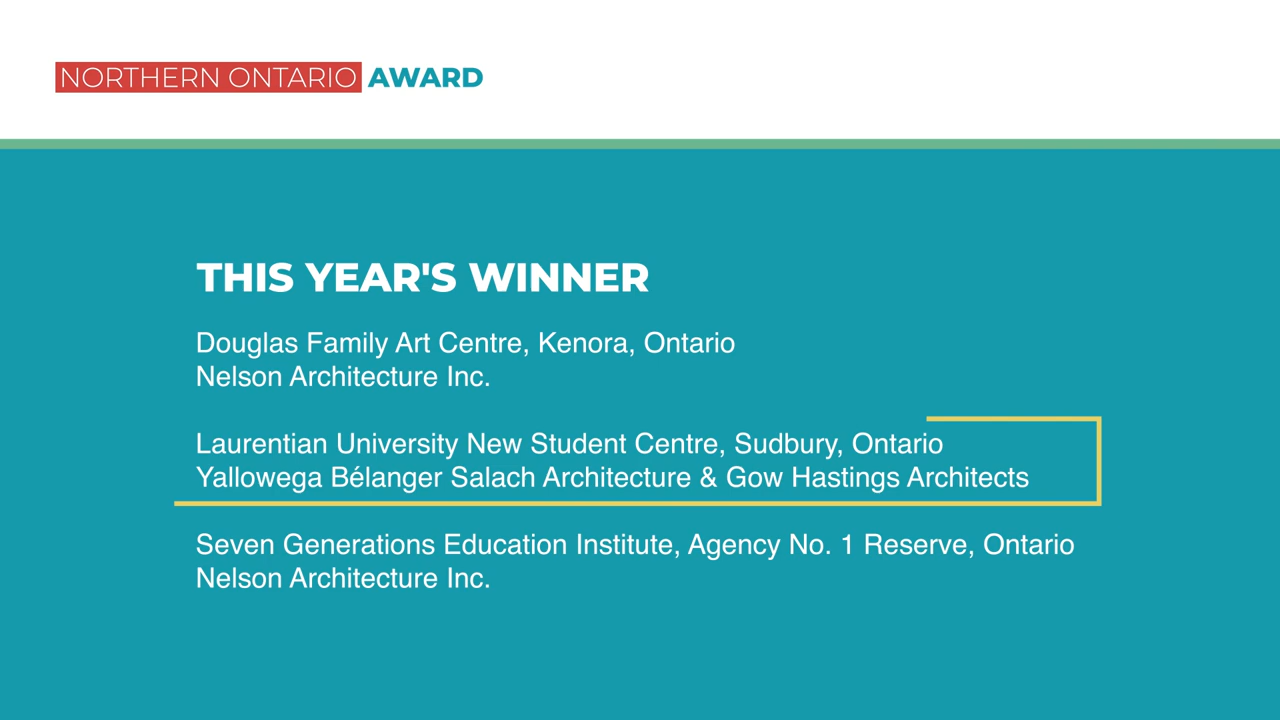 NORTHERN ONTARIO AWARD
THIS YEAR'S WINNER
Douglas Family Art Centre, Kenora, Ontario
Nelson Architecture Inc.
Laurentian University New Student Centre, Sudbury, Ontario
Yallowega Bélanger Salach Architecture & Gow Hastings Architects
Seven Generations Education Institute, Agency No. 1 Reserve, Ontario
Nelson Architecture Inc.